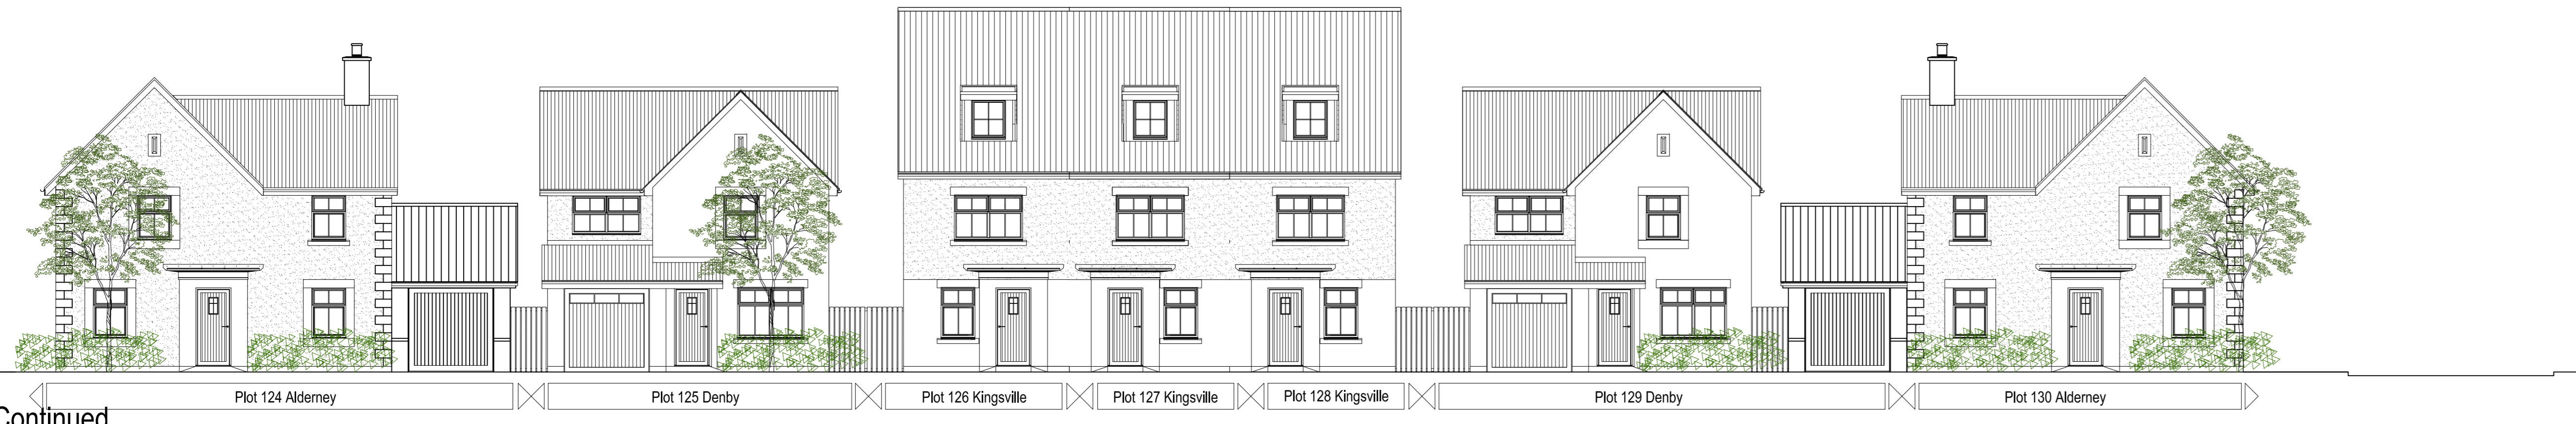 Plot 124 Alderney
Plot 125 Denby
Plot 126 Kingsville
Plot 127 Kingsville
Plot 128 Kingsville
Plot 129 Denby
Plot 130 Alderney
Continued